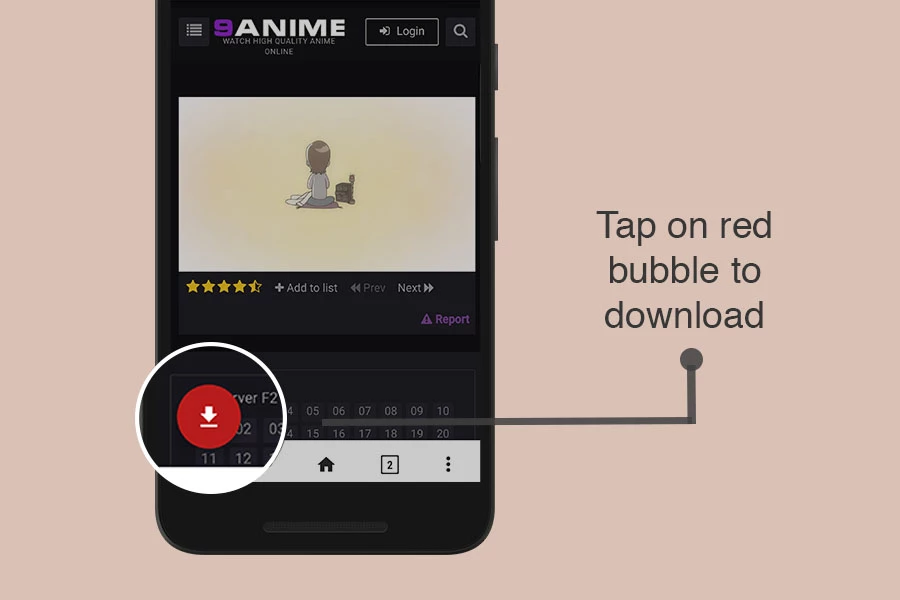 9ANIME
WATCH HIGH QUALITY ANIME
ONLINE
Login
Add to list
Prev
Next
Report
Tap on red
bubble to
download
rver F2
4 05 06 07 08 09 10
02 03
4 15 16 17 18 19 20
11 12
2